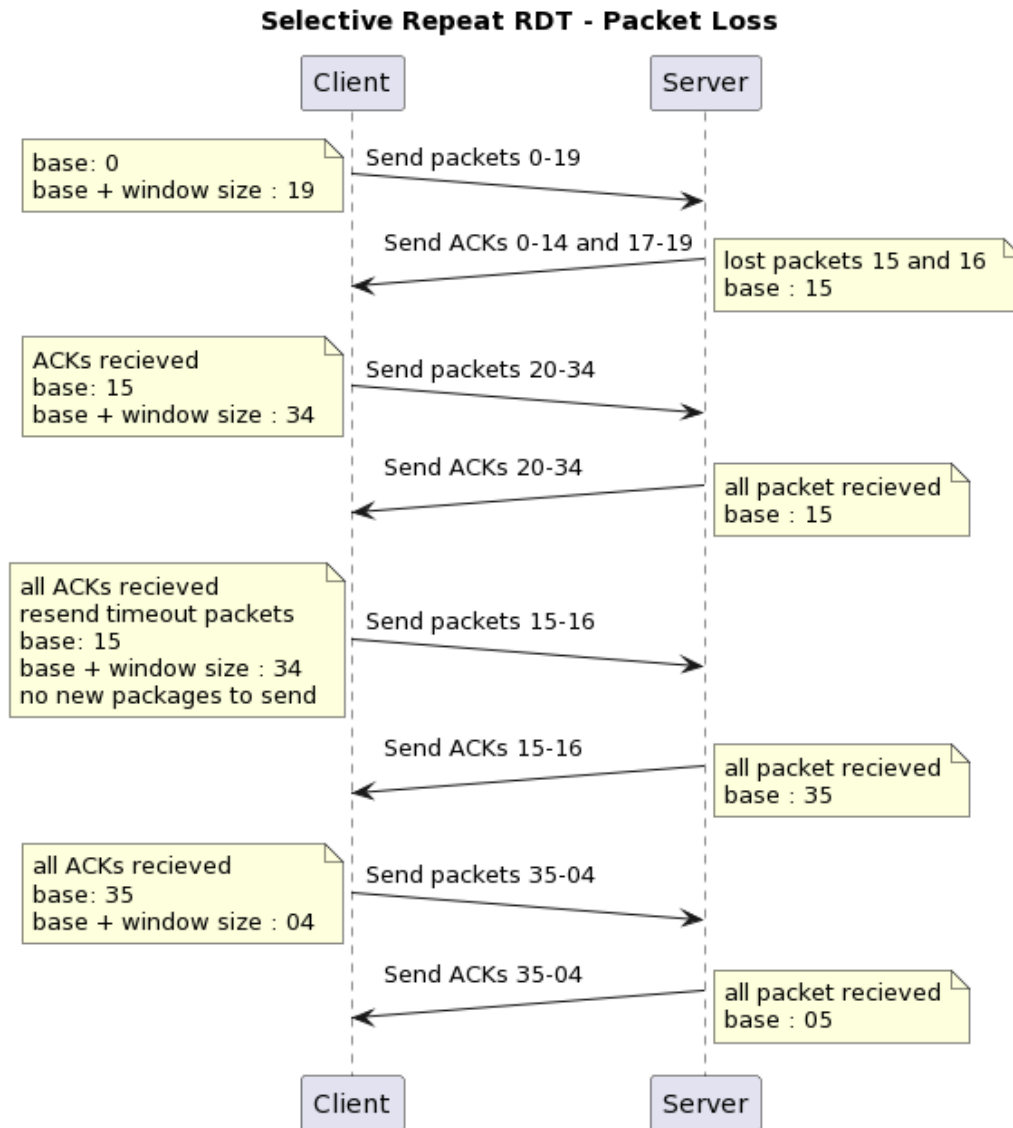 Selective Repeat RDT - Packet Loss
Client
Server
base: 0
base + window size : 19
Send packets 0-19
Send ACKs 0-14 and 17-19
lost packets 15 and 16
base : 15
ACKs recieved
base: 15
base + window size : 34
Send packets 20-34
Send ACKs 20-34
all packet recieved
base : 15
all ACKs recieved
resend timeout packets
base: 15
base + window size : 34
no new packages to send
Send packets 15-16
Send ACKs 15-16
all packet recieved
base : 35
all ACKs recieved
base: 35
base + window size : 04
Send packets 35-04
Send ACKs 35-04
all packet recieved
base : 05
Client
Server